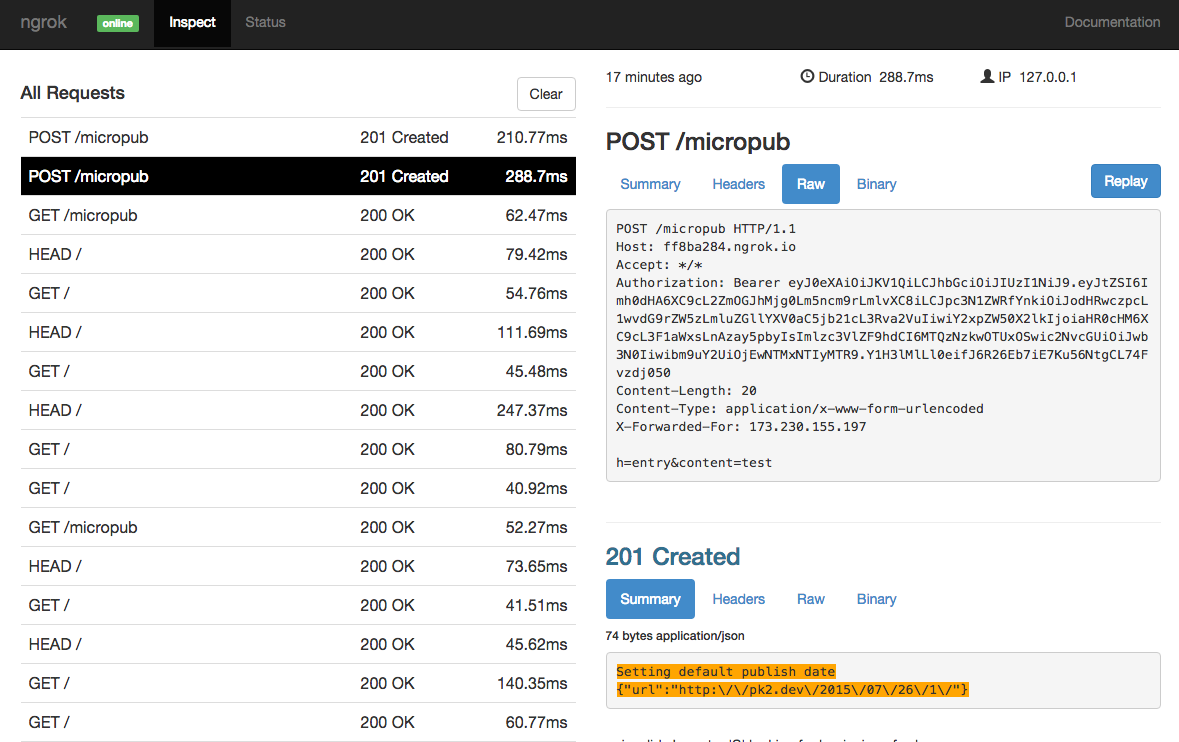 ngrok online Inspect Status Documentation
All Requests Clear
POST /micropub 201 Created 210.77ms
POST /micropub 201 Created 288.7ms
GET /micropub 200 OK 62.47ms
HEAD / 200 OK 79.42ms
GET / 200 OK 54.76ms
HEAD / 200 OK 111.69ms
GET / 200 OK 45.48ms
HEAD / 200 OK 247.37ms
GET / 200 OK 80.79ms
GET / 200 OK 40.92ms
GET /micropub 200 OK 52.27ms
HEAD / 200 OK 73.65ms
GET / 200 OK 41.51ms
HEAD / 200 OK 45.62ms
GET / 200 OK 140.35ms
GET / 200 OK 60.77ms
17 minutes ago Duration 288.7ms IP 127.0.0.1
POST /micropub
Summary Headers Raw Binary Replay
POST /micropub HTTP/1.1
Host: ff8ba284.ngrok.io
Accept: */*
Authorization: Bearer eyJ0eXAiOiJKV1QiLCJhbGciOiJIUzI1NiJ9.eyJtZSI6I
mh0dHA6XC9cL2ZmOGJhMjg0Lm5ncm9rLmlvXC8iLCJpc3N1ZWRfYnkiOiJodHRwczpcL
1wvdG9rZW5zLmluZGllYXV0aC5jb21cL3Rva2VuIiwiY2xpZW50X2lkIjoiaHR0cHM6X
C9cL3F1aWxsLnAzay5pbyIsImlzc3VlZF9hdCI6MTQzNzkwOTUxOSwic2NvcGUiOiJwb
3N0Iiwibm9uY2UiOjEwNTMxNTIyMTR9.Y1H3lMlLl0eifJ6R26Eb7iE7Ku56NtgCL74F
vzdj050
Content-Length: 20
Content-Type: application/x-www-form-urlencoded
X-Forwarded-For: 173.230.155.197
h=entry&content=test
201 Created
Summary Headers Raw Binary
74 bytes application/json
Setting default publish date
{"url":"http:\/\/pk2.dev\/2015\/07\/26\/1\/"}